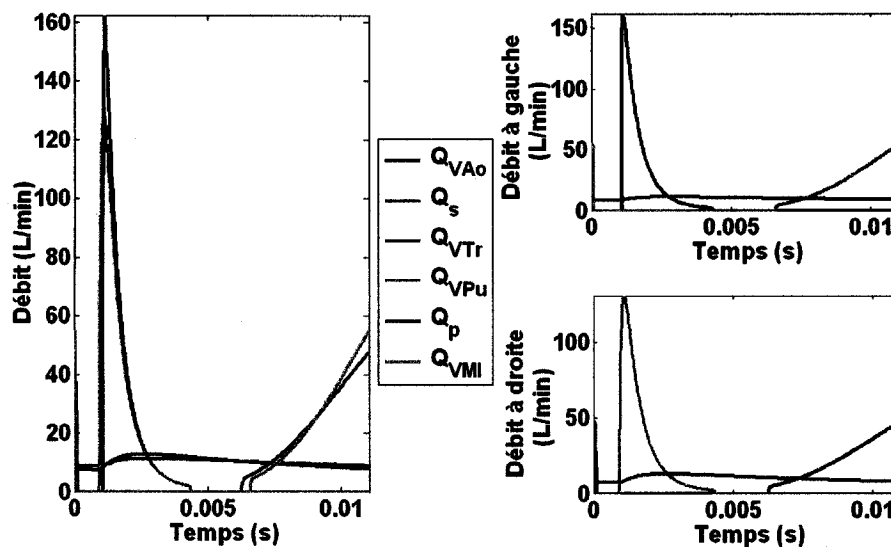 160
140
120
100
80
60
40
20
0
Débit (L/min)
0
0.005
0.01
Temps (s)
Q_VAo
Q_s
Q_VTr
Q_VPu
Q_p
Q_VMI
150
100
50
0
Débit à gauche
(L/min)
0
0.005
0.01
Temps (s)
100
50
0
Débit à droite
(L/min)
0
0.005
0.01
Temps (s)